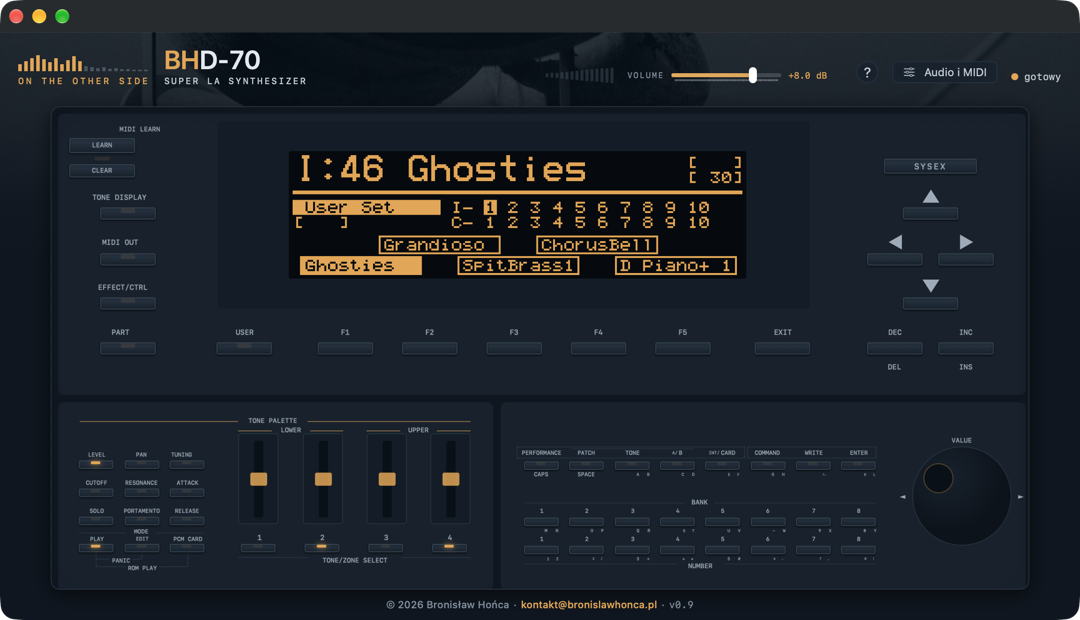 BHD-70
ON THE OTHER SIDE
SUPER LA SYNTHESIZER
VOLUME
+8.0 dB
?
Audio i MIDI
gotowy
MIDI LEARN
LEARN
CLEAR
TONE DISPLAY
MIDI OUT
EFFECT/CTRL
PART
I:46 Ghosties
[ ]
[ 30]
User Set I- 1 2 3 4 5 6 7 8 9 10
[ ] C- 1 2 3 4 5 6 7 8 9 10
Grandioso ChorusBell
Ghosties SpitBrass1 D Piano+ 1
SYSEX
USER F1 F2 F3 F4 F5 EXIT
DEC INC
DEL INS
TONE PALETTE
LOWER UPPER
LEVEL PAN TUNING
CUTOFF RESONANCE ATTACK
SOLO PORTAMENTO RELEASE
MODE
PLAY EDIT PCM CARD
PANIC
ROM PLAY
1 2 3 4
TONE/ZONE SELECT
PERFORMANCE PATCH TONE A/B INT/CARD COMMAND WRITE ENTER
CAPS SPACE A B C D E F G H I J K L
BANK
1 2 3 4 5 6 7 8
1 2 3 4 5 6 7 8
NUMBER
VALUE
© 2026 Bronisław Hońca · kontakt@bronislawhonca.pl · v0.9